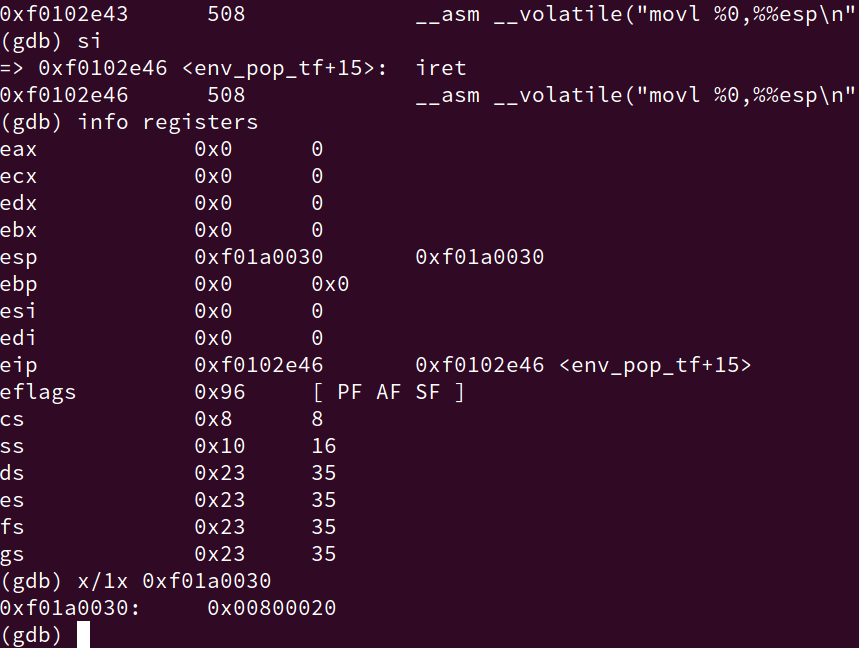 0xf0102e43      508             __asm __volatile("movl %0,%%esp\n"
(gdb) si
=> 0xf0102e46 <env_pop_tf+15>:  iret
0xf0102e46      508             __asm __volatile("movl %0,%%esp\n"
(gdb) info registers
eax            0x0      0
ecx            0x0      0
edx            0x0      0
ebx            0x0      0
esp            0xf01a0030       0xf01a0030
ebp            0x0      0x0
esi            0x0      0
edi            0x0      0
eip            0xf0102e46       0xf0102e46 <env_pop_tf+15>
eflags         0x96     [ PF AF SF ]
cs             0x8      8
ss             0x10     16
ds             0x23     35
es             0x23     35
fs             0x23     35
gs             0x23     35
(gdb) x/1x 0xf01a0030
0xf01a0030:     0x00800020
(gdb)